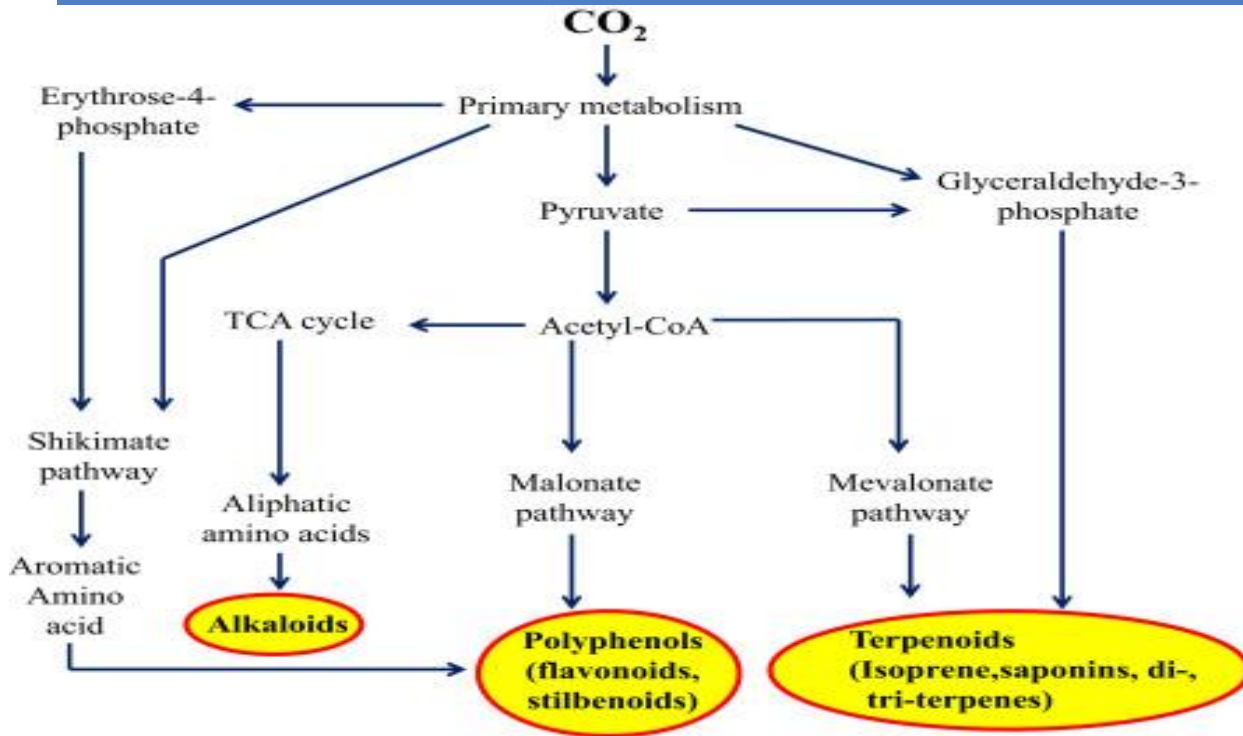 CO₂
Erythrose-4-
phosphate
Primary metabolism
Glyceraldehyde-3-
phosphate
Pyruvate
TCA cycle
Acetyl-CoA
Shikimate
pathway
Aliphatic
amino acids
Malonate
pathway
Mevalonate
pathway
Aromatic
Amino
acid
Alkaloids
Polyphenols
(flavonoids,
stilbenoids)
Terpenoids
(Isoprene,saponins, di-,
tri-terpenes)